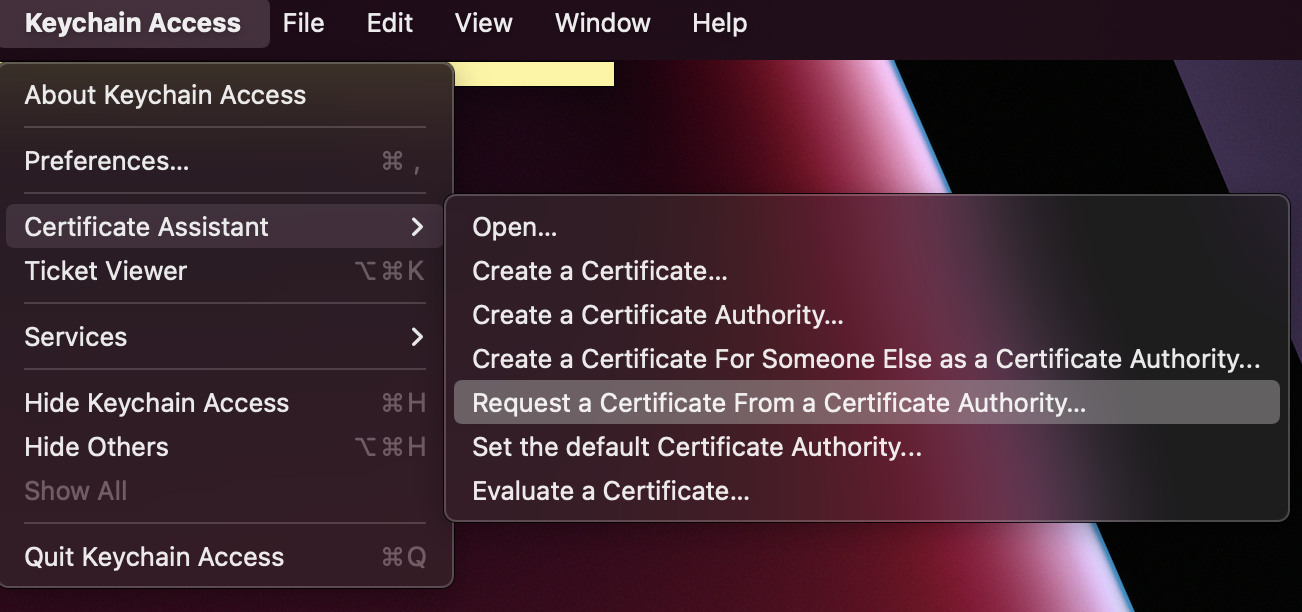 Keychain Access File Edit View Window Help
About Keychain Access
Preferences... ⌘ ,
Certificate Assistant >
Ticket Viewer ⌥⌘K
Services >
Hide Keychain Access ⌘H
Hide Others ⌥⌘H
Show All
Quit Keychain Access ⌘Q
Open...
Create a Certificate...
Create a Certificate Authority...
Create a Certificate For Someone Else as a Certificate Authority...
Request a Certificate From a Certificate Authority...
Set the default Certificate Authority...
Evaluate a Certificate...